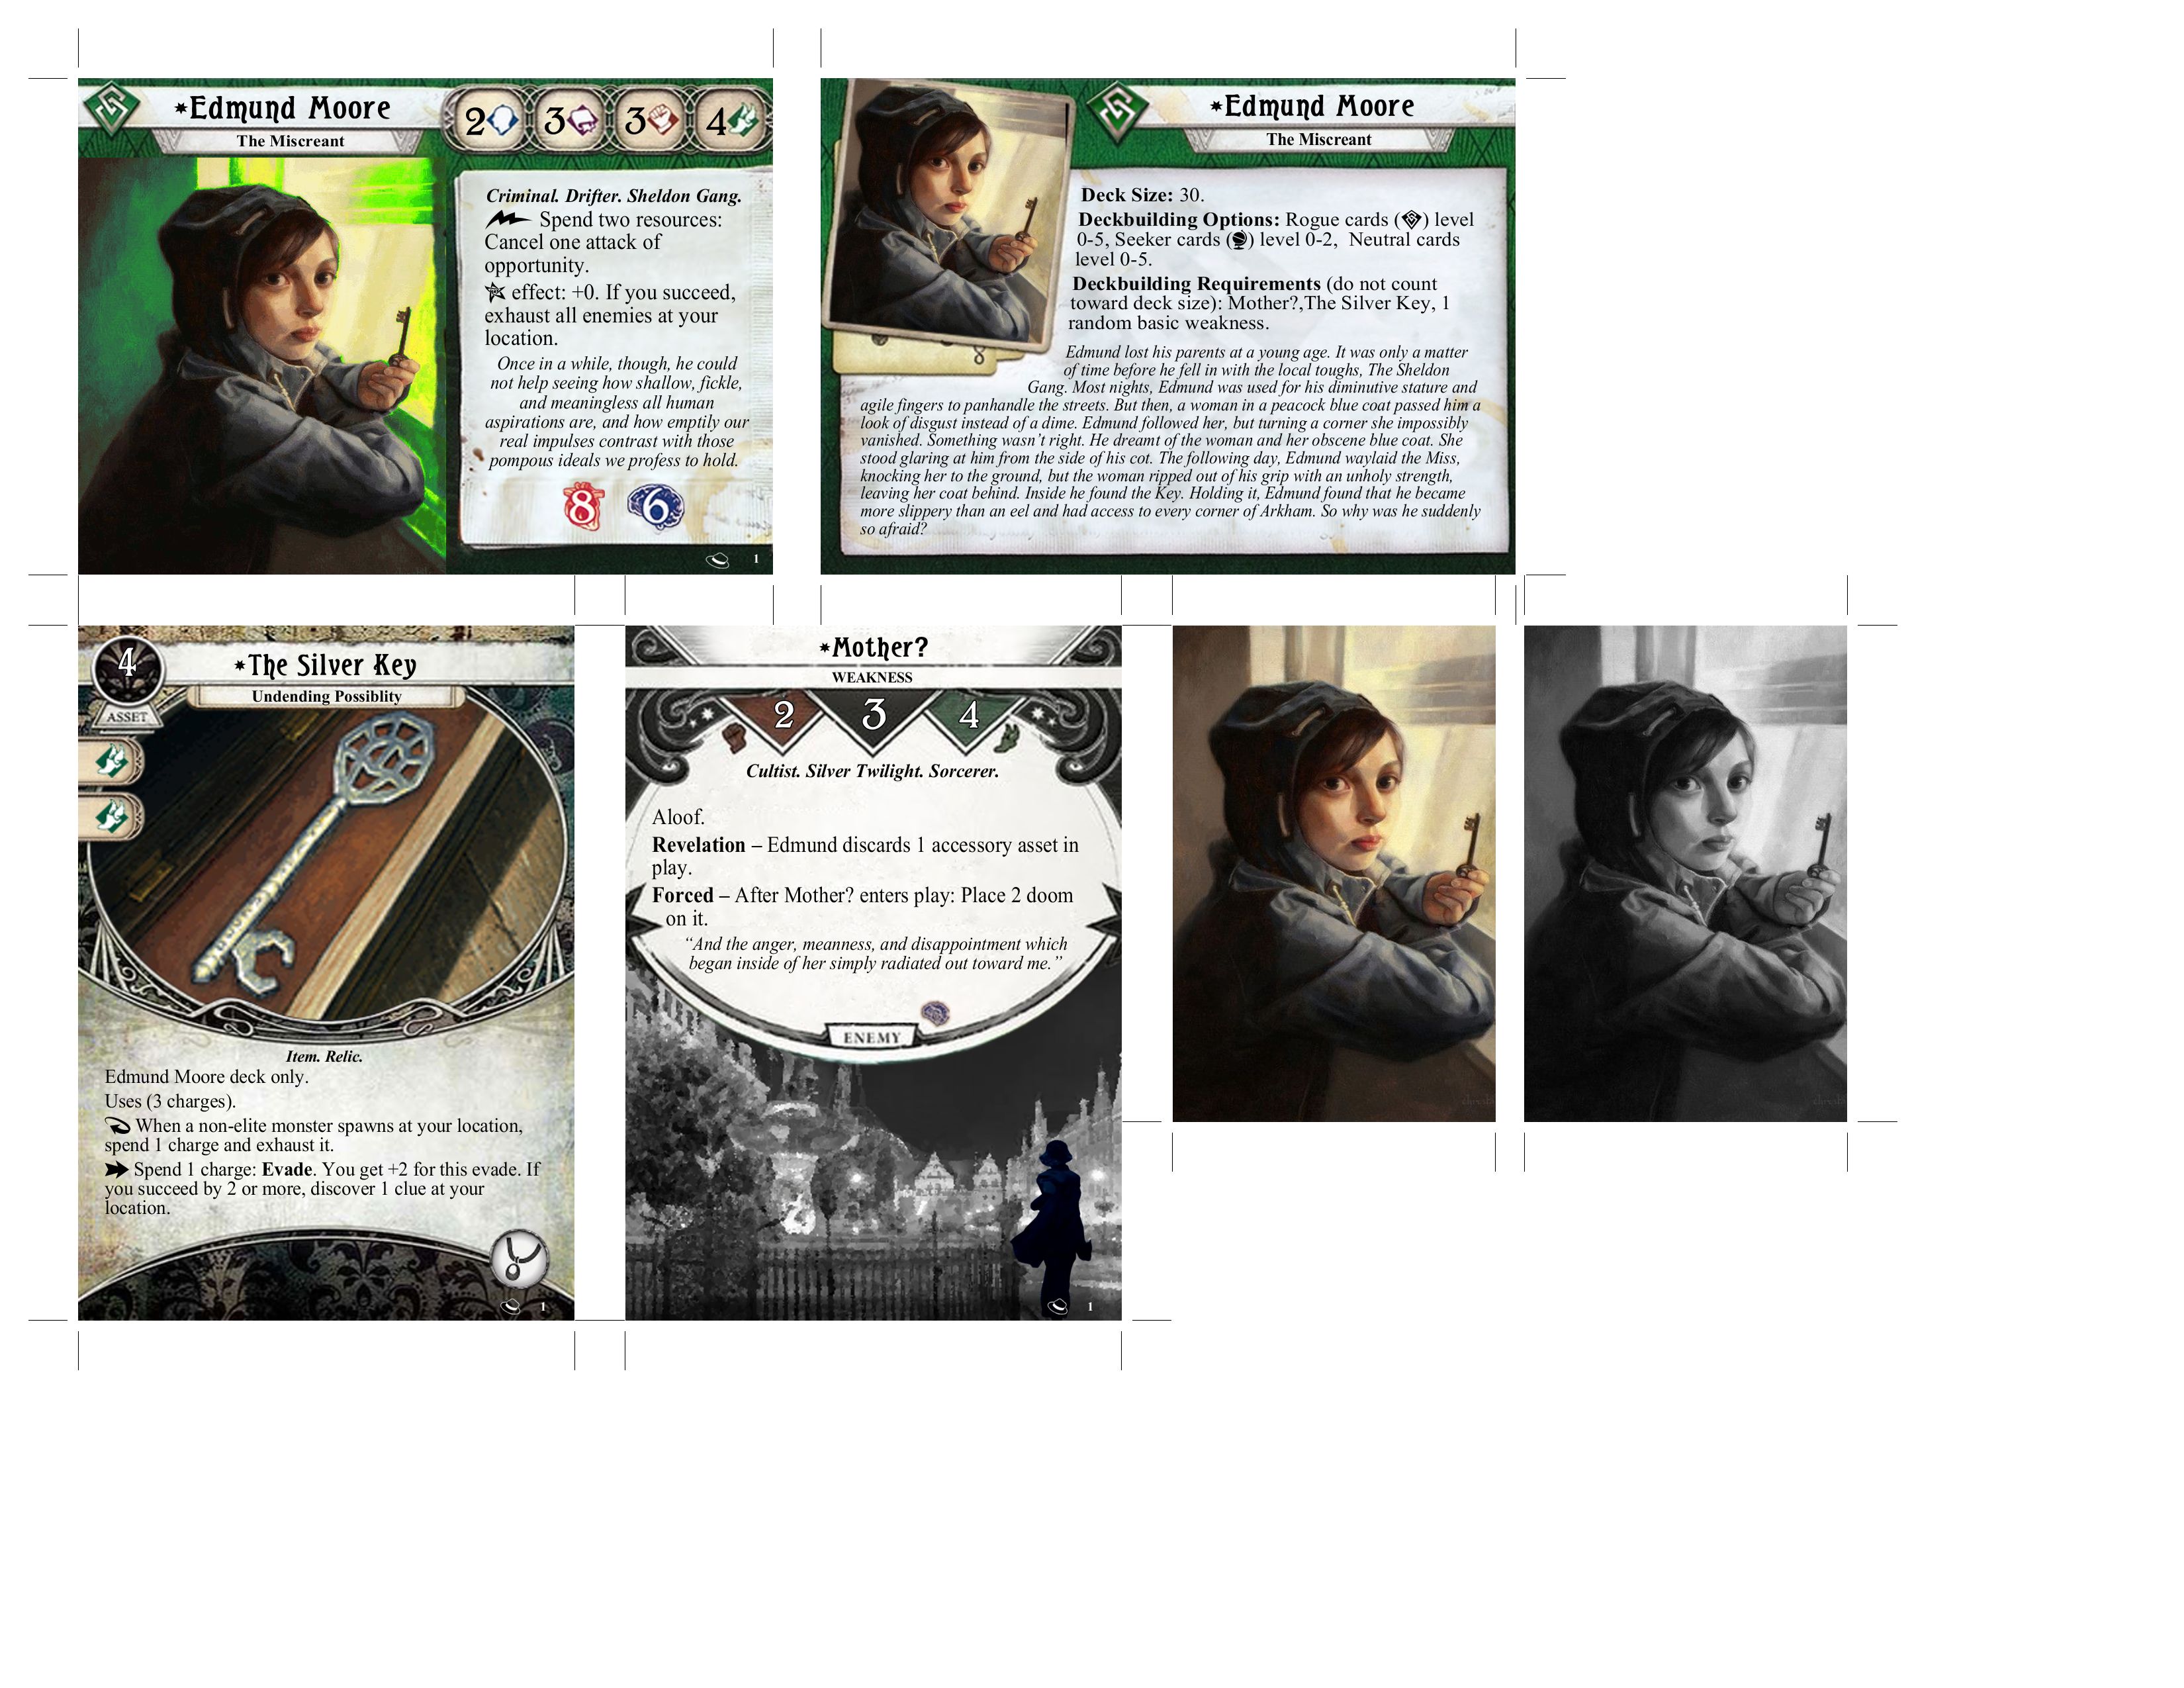 Edmund Moore
The Miscreant
2 3 3 4
Criminal. Drifter. Sheldon Gang.
Spend two resources:
Cancel one attack of
opportunity.
effect: +0. If you succeed,
exhaust all enemies at your
location.
Once in a while, though, he could
not help seeing how shallow, fickle,
and meaningless all human
aspirations are, and how emptily our
real impulses contrast with those
pompous ideals we profess to hold.
8 6
1
Edmund Moore
The Miscreant
Deck Size: 30.
Deckbuilding Options: Rogue cards ( ) level
0-5, Seeker cards ( ) level 0-2, Neutral cards
level 0-5.
Deckbuilding Requirements (do not count
toward deck size): Mother?,The Silver Key, 1
random basic weakness.
Edmund lost his parents at a young age. It was only a matter
of time before he fell in with the local toughs, The Sheldon
Gang. Most nights, Edmund was used for his diminutive stature and
agile fingers to panhandle the streets. But then, a woman in a peacock blue coat passed him a
look of disgust instead of a dime. Edmund followed her, but turning a corner she impossibly
vanished. Something wasn't right. He dreamt of the woman and her obscene blue coat. She
stood glaring at him from the side of his cot. The following day, Edmund waylaid the Miss,
knocking her to the ground, but the woman ripped out of his grip with an unholy strength,
leaving her coat behind. Inside he found the Key. Holding it, Edmund found that he became
more slippery than an eel and had access to every corner of Arkham. So why was he suddenly
so afraid?
4
ASSET
The Silver Key
Undending Possiblity
Item. Relic.
Edmund Moore deck only.
Uses (3 charges).
When a non-elite monster spawns at your location,
spend 1 charge and exhaust it.
Spend 1 charge: Evade. You get +2 for this evade. If
you succeed by 2 or more, discover 1 clue at your
location.
1
Mother?
WEAKNESS
2 3 4
Cultist. Silver Twilight. Sorcerer.
Aloof.
Revelation – Edmund discards 1 accessory asset in
play.
Forced – After Mother? enters play: Place 2 doom
on it.
“And the anger, meanness, and disappointment which
began inside of her simply radiated out toward me.”
ENEMY
1